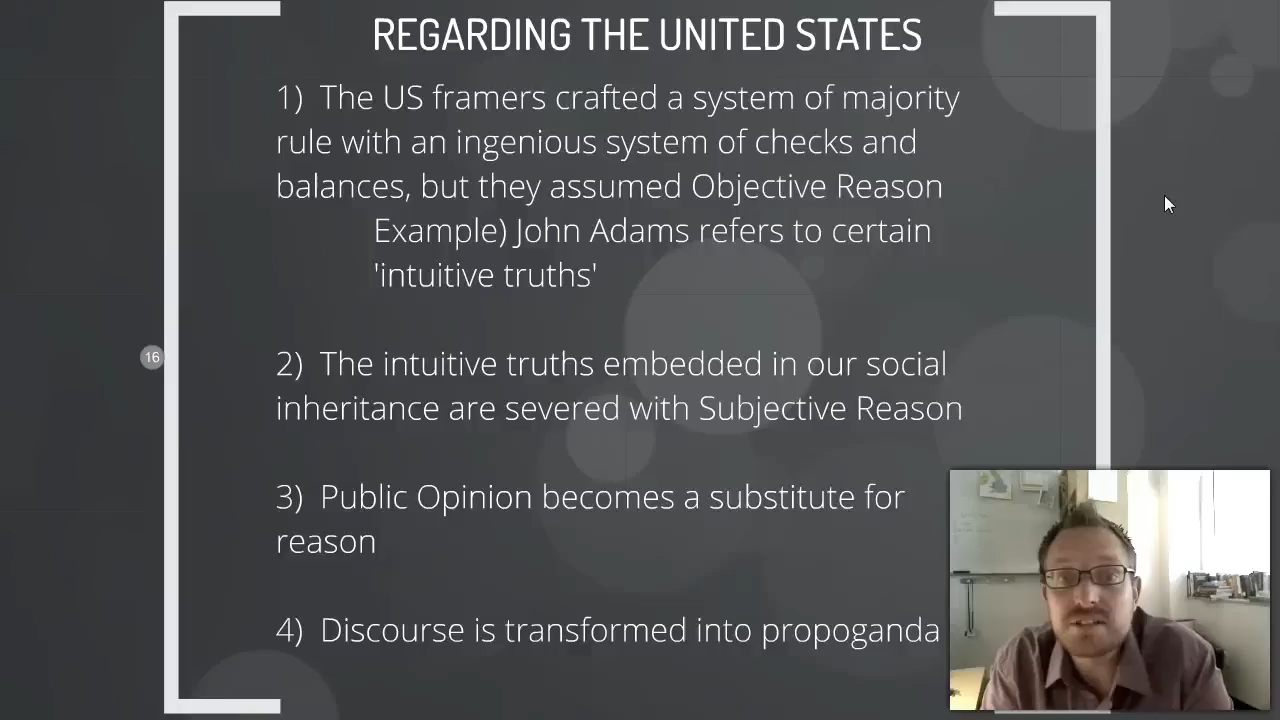 REGARDING THE UNITED STATES
1) The US framers crafted a system of majority
rule with an ingenious system of checks and
balances, but they assumed Objective Reason
Example) John Adams refers to certain
'intuitive truths'
16
2) The intuitive truths embedded in our social
inheritance are severed with Subjective Reason
3) Public Opinion becomes a substitute for
reason
4) Discourse is transformed into propoganda